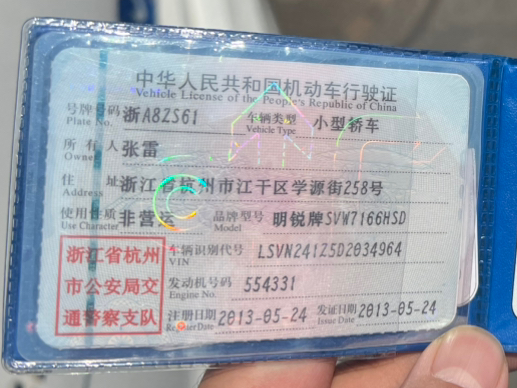 中华人民共和国机动车行驶证
Vehicle License of the People's Republic of China
号牌号码 浙A8ZS61 车辆类型 小型轿车
Plate No. Vehicle Type
所有人 张雷
Owner
住址 浙江省杭州市江干区学源街258号
Address
使用性质 非营运 品牌型号 明锐牌SVW7166HSD
Use Character Model
浙江省杭州 车辆识别代号 LSVN241Z5D2034964
VIN
市公安局交 发动机号码 554331
Engine No.
通警察支队 注册日期 2013-05-24 发证日期 2013-05-24
Register Date Issue Date